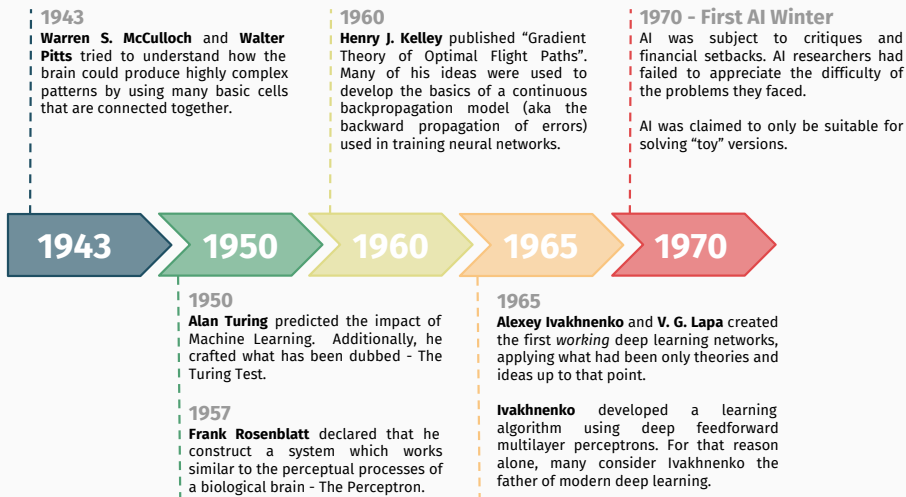 1943
Warren S. McCulloch and Walter
Pitts tried to understand how the
brain could produce highly complex
patterns by using many basic cells
that are connected together.
1960
Henry J. Kelley published “Gradient
Theory of Optimal Flight Paths”.
Many of his ideas were used to
develop the basics of a continuous
backpropagation model (aka the
backward propagation of errors)
used in training neural networks.
1970 - First AI Winter
AI was subject to critiques and
financial setbacks. AI researchers had
failed to appreciate the difficulty of
the problems they faced.
AI was claimed to only be suitable for
solving “toy” versions.
1943
1950
1960
1965
1970
1950
Alan Turing predicted the impact of
Machine Learning. Additionally, he
crafted what has been dubbed - The
Turing Test.
1957
Frank Rosenblatt declared that he
construct a system which works
similar to the perceptual processes of
a biological brain - The Perceptron.
1965
Alexey Ivakhnenko and V. G. Lapa created
the first working deep learning networks,
applying what had been only theories and
ideas up to that point.
Ivakhnenko developed a learning
algorithm using deep feedforward
multilayer perceptrons. For that reason
alone, many consider Ivakhnenko the
father of modern deep learning.